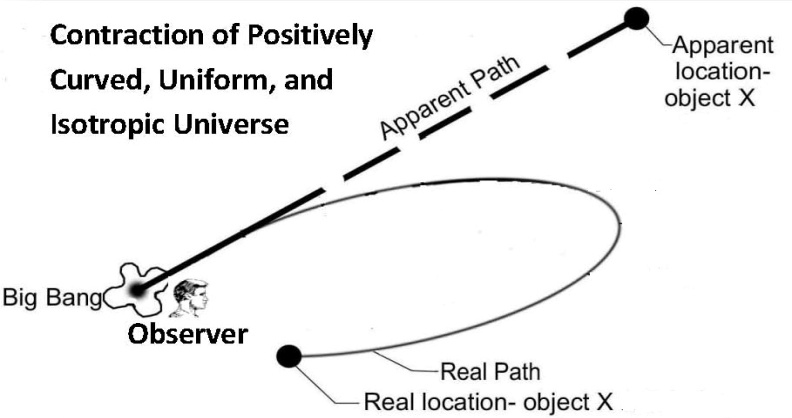 Contraction of Positively
Curved, Uniform, and
Isotropic Universe
Apparent Path
Apparent
location-
object X
Big Bang
Observer
Real Path
Real location- object X